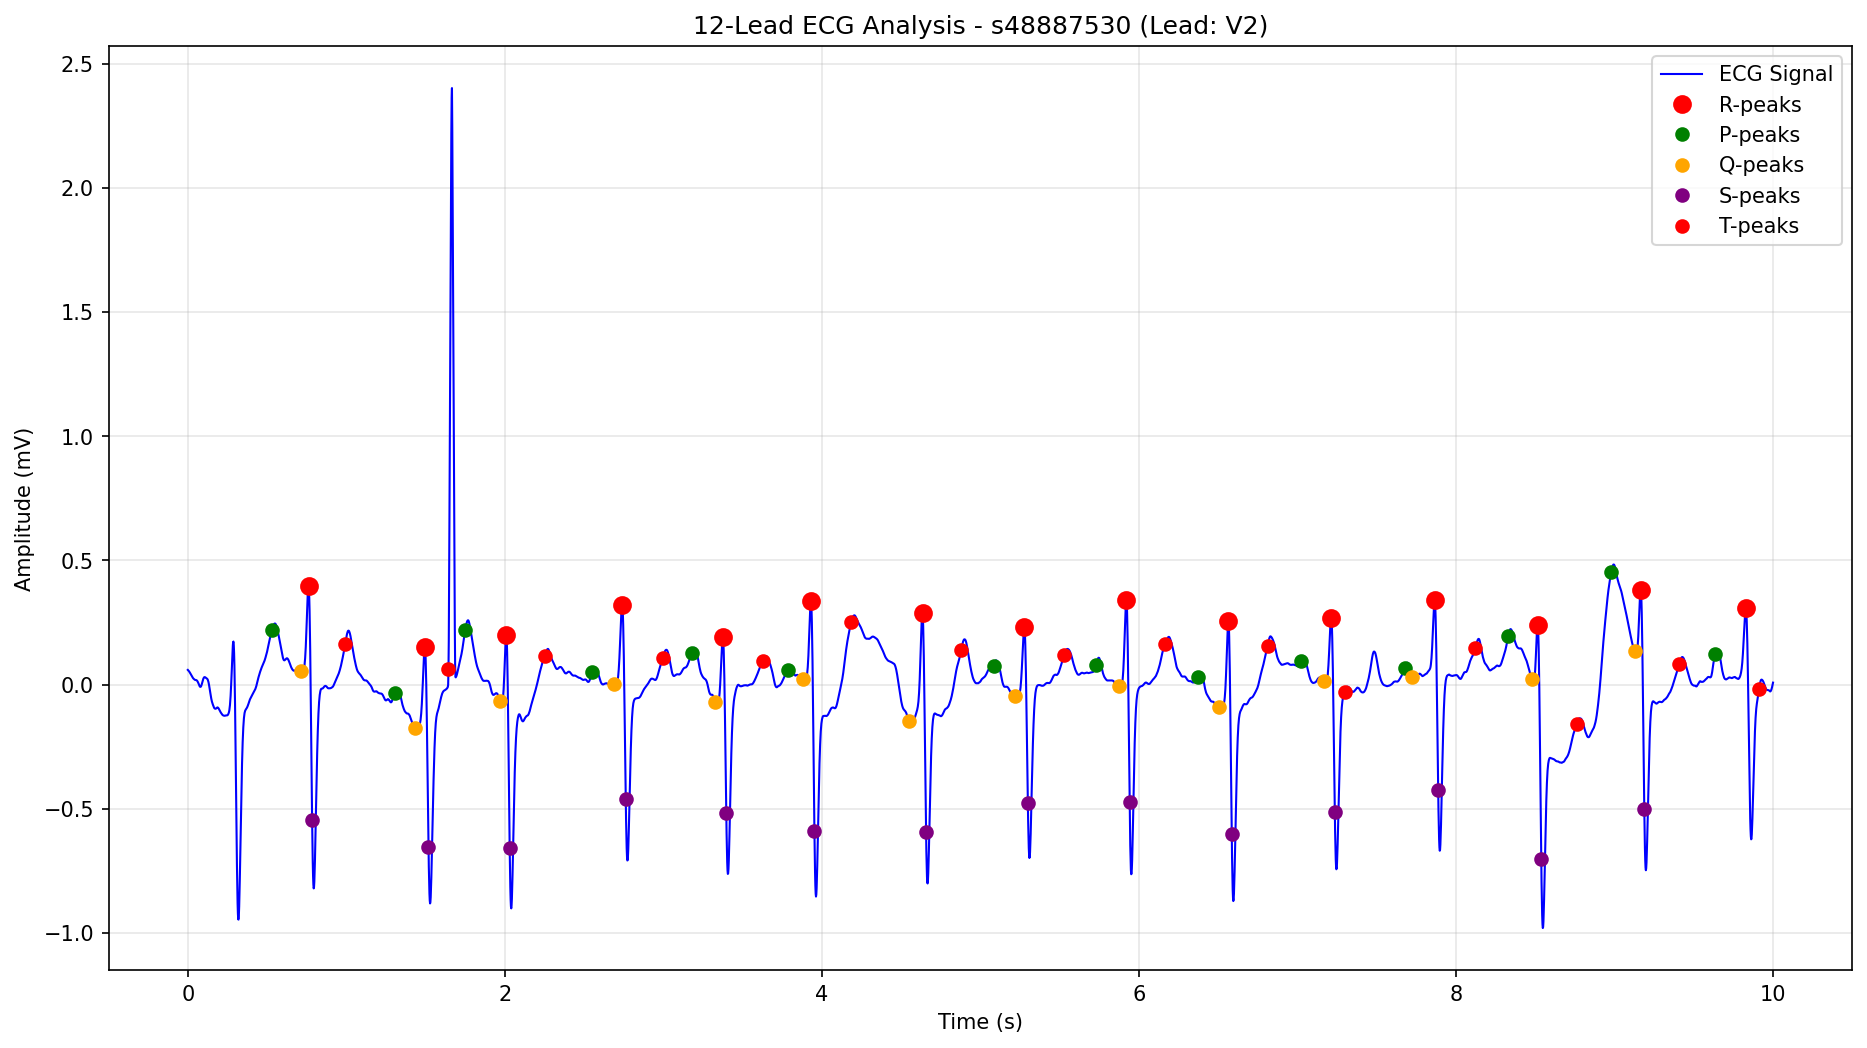 12-Lead ECG Analysis - s48887530 (Lead: V2)
ECG Signal
R-peaks
P-peaks
Q-peaks
S-peaks
T-peaks
Amplitude (mV)
2.5
2.0
1.5
1.0
0.5
0.0
−0.5
−1.0
0 2 4 6 8 10
Time (s)